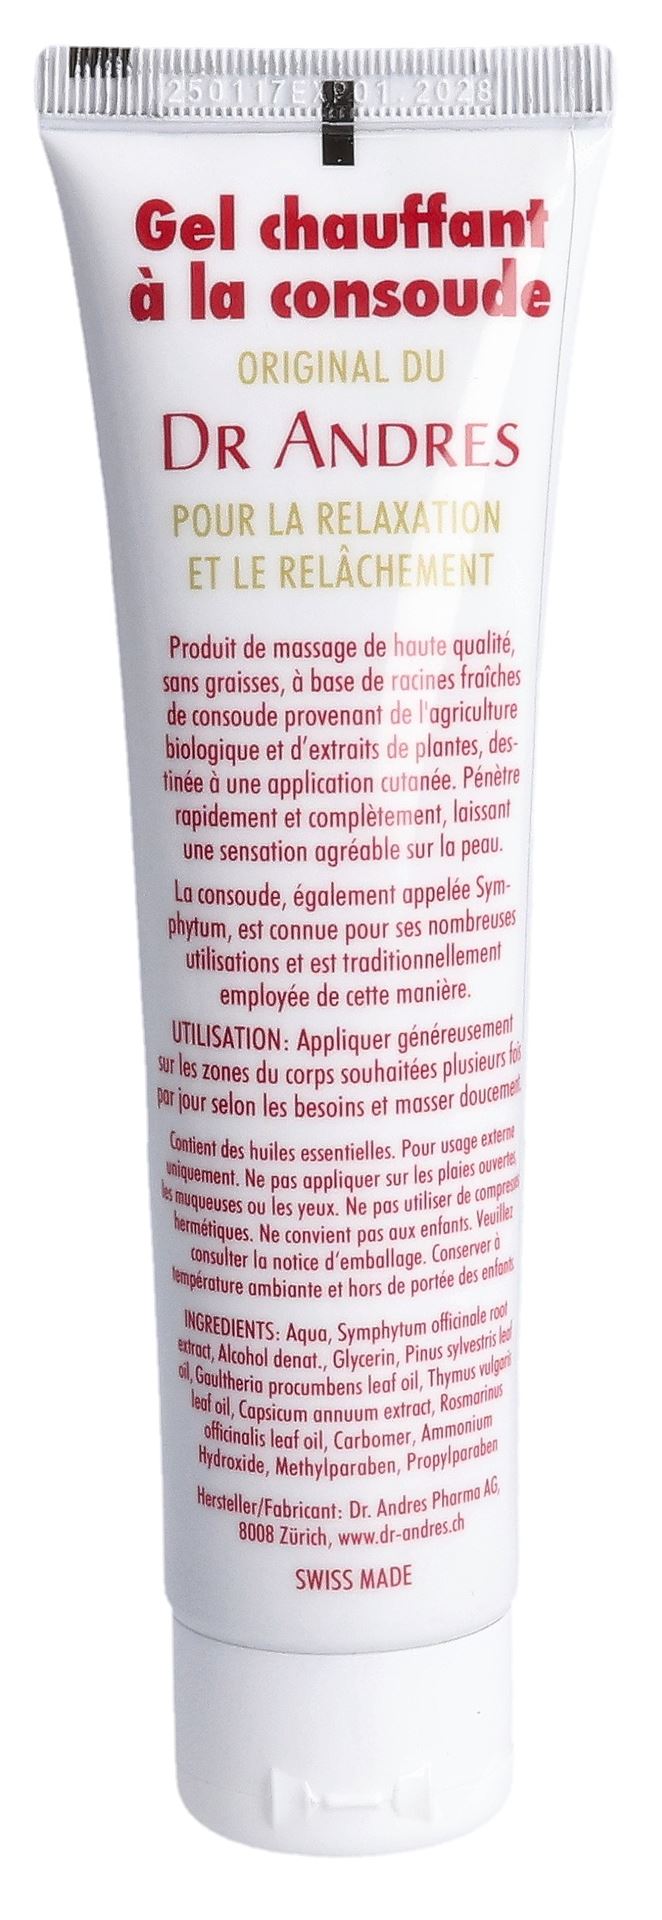 250117EXP01.2028
Gel chauffant
à la consoude
ORIGINAL DU
DR ANDRES
POUR LA RELAXATION
ET LE RELÂCHEMENT
Produit de massage de haute qualité,
sans graisses, à base de racines fraîches
de consoude provenant de l'agriculture
biologique et d'extraits de plantes, des-
tinée à une application cutanée. Pénètre
rapidement et complètement, laissant
une sensation agréable sur la peau.
La consoude, également appelée Sym-
phytum, est connue pour ses nombreuses
utilisations et est traditionnellement
employée de cette manière.
UTILISATION: Appliquer généreusement
sur les zones du corps souhaitées plusieurs fois
par jour selon les besoins et masser doucement.
Contient des huiles essentielles. Pour usage externe
uniquement. Ne pas appliquer sur les plaies ouvertes,
les muqueuses ou les yeux. Ne pas utiliser de compresses
hermétiques. Ne convient pas aux enfants. Veuillez
consulter la notice d'emballage. Conserver à
température ambiante et hors de portée des enfants.
INGREDIENTS: Aqua, Symphytum officinale root
extract, Alcohol denat., Glycerin, Pinus sylvestris leaf
oil, Gaultheria procumbens leaf oil, Thymus vulgaris
leaf oil, Capsicum annuum extract, Rosmarinus
officinalis leaf oil, Carbomer, Ammonium
Hydroxide, Methylparaben, Propylparaben
Hersteller/Fabricant: Dr. Andres Pharma AG,
8008 Zürich, www.dr-andres.ch
SWISS MADE